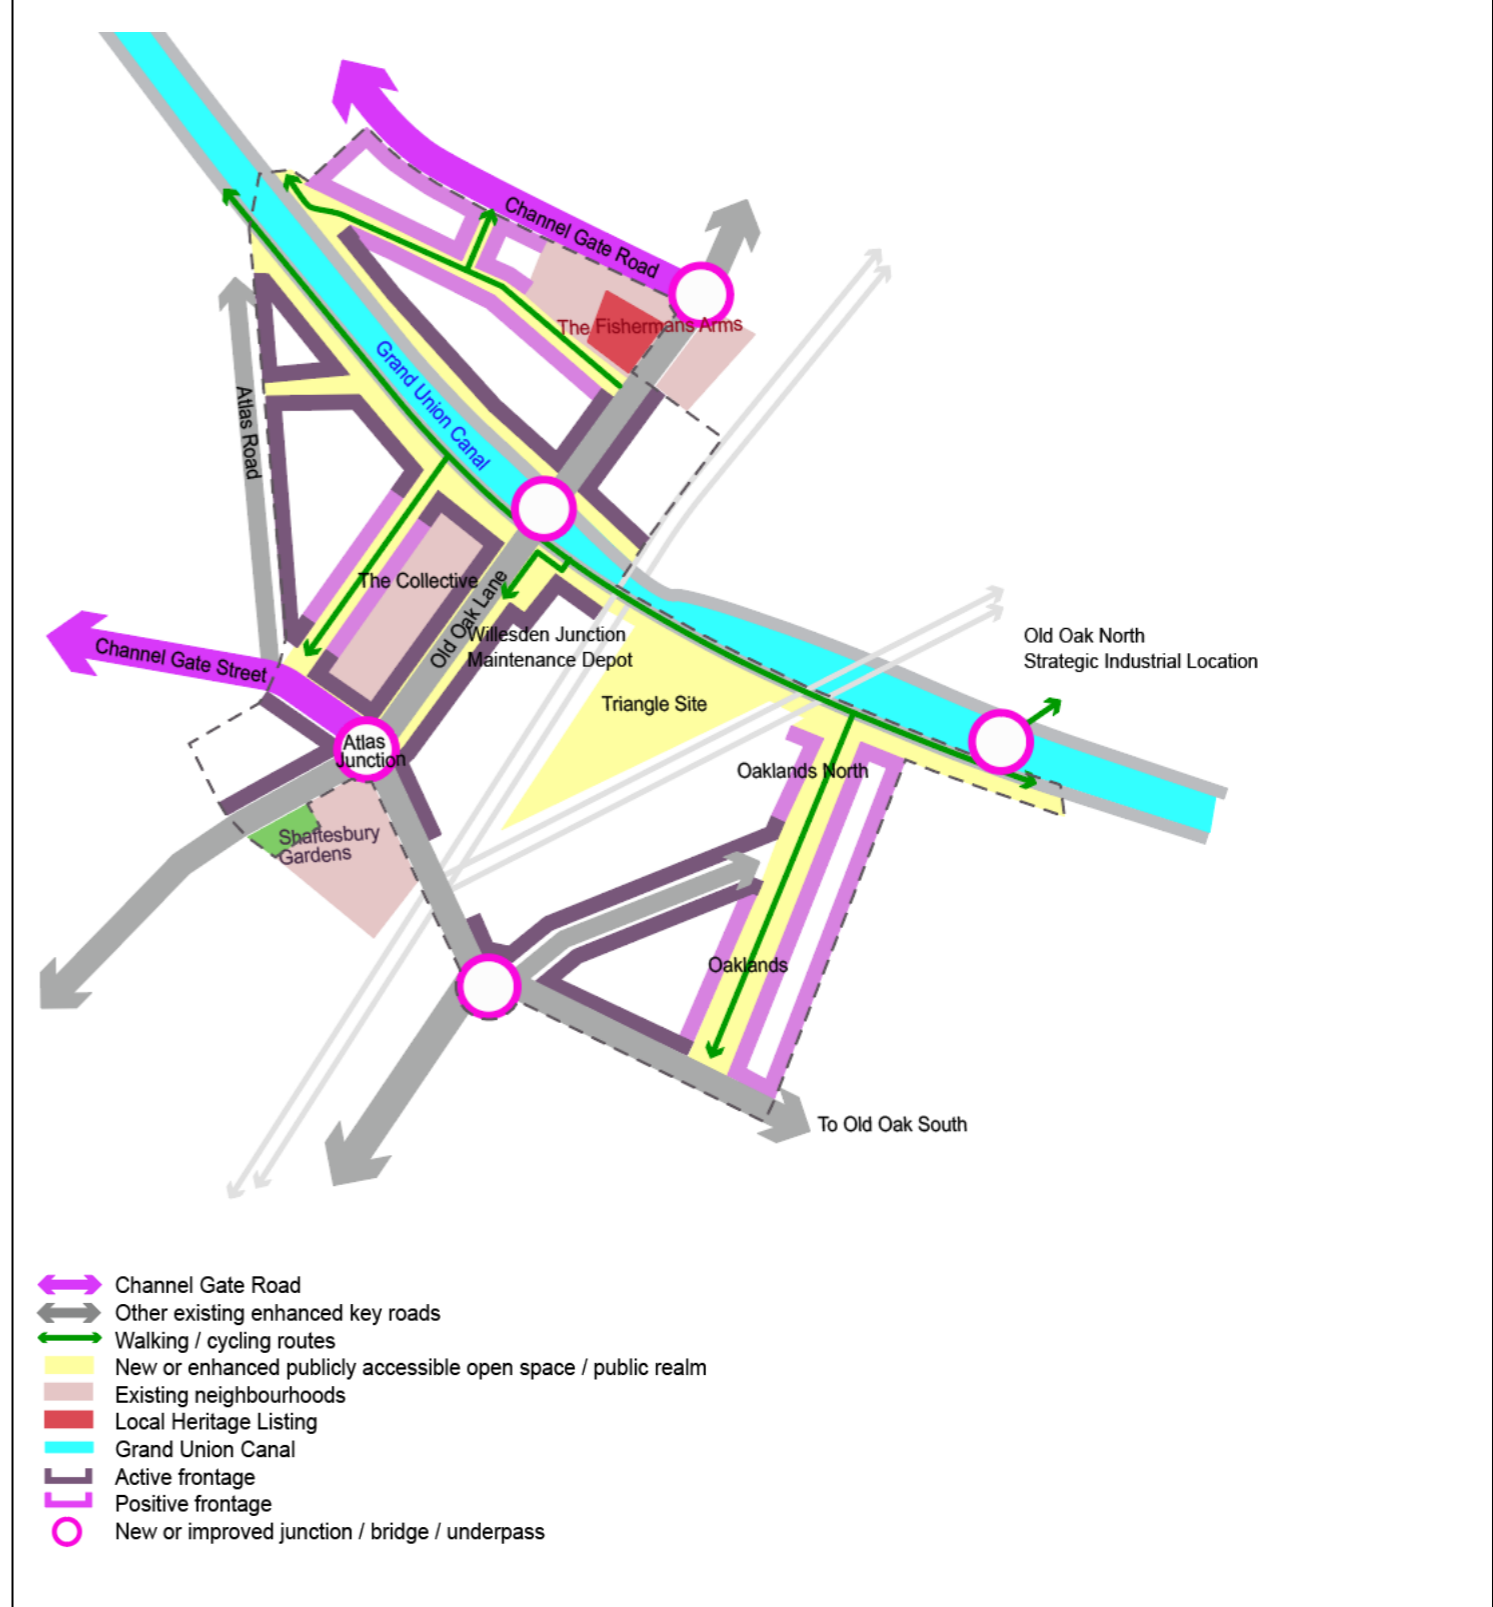 Channel Gate Road
The Fishermans Arms
Grand Union Canal
Atlas Road
The Collective
Old Oak Lane
Willesden Junction
Maintenance Depot
Old Oak North
Strategic Industrial Location
Channel Gate Street
Triangle Site
Atlas
Junction
Oaklands North
Shaftesbury
Gardens
Oaklands
To Old Oak South
Channel Gate Road
Other existing enhanced key roads
Walking / cycling routes
New or enhanced publicly accessible open space / public realm
Existing neighbourhoods
Local Heritage Listing
Grand Union Canal
Active frontage
Positive frontage
New or improved junction / bridge / underpass